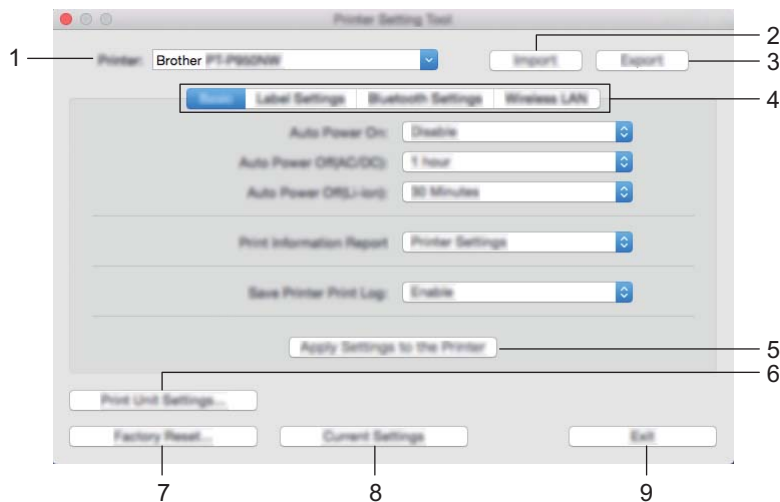 Printer Setting Tool
2
1
Printer: Brother PT-P950NW
Import
Export
3
Basic
Label Settings
Bluetooth Settings
Wireless LAN
4
Auto Power On:
Disable
Auto Power Off(AC/DC):
1 hour
Auto Power Off(Li-ion):
30 Minutes
Print Information Report
Printer Settings
Save Printer Print Log:
Enable
Apply Settings to the Printer
5
6
Print Unit Settings...
Factory Reset...
Current Settings
Exit
7
8
9